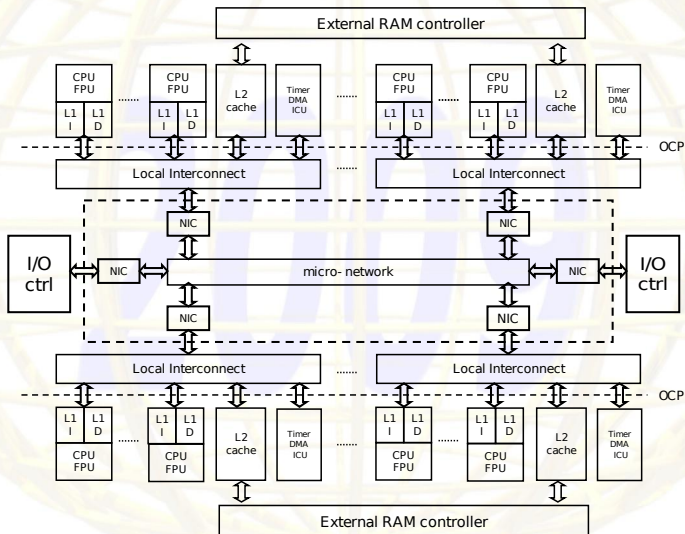 External RAM controller
CPU
FPU
L1
I
L1
D
........
CPU
FPU
L1
I
L1
D
L2
cache
Timer
DMA
ICU
........
CPU
FPU
L1
I
L1
D
........
CPU
FPU
L1
I
L1
D
L2
cache
Timer
DMA
ICU
OCP
Local Interconnect
........
Local Interconnect
NIC
NIC
I/O
ctrl
NIC
micro- network
NIC
I/O
ctrl
NIC
NIC
Local Interconnect
........
Local Interconnect
OCP
L1
I
L1
D
CPU
FPU
........
L1
I
L1
D
CPU
FPU
L2
cache
Timer
DMA
ICU
........
L1
I
L1
D
CPU
FPU
........
L1
I
L1
D
CPU
FPU
L2
cache
Timer
DMA
ICU
External RAM controller
2009